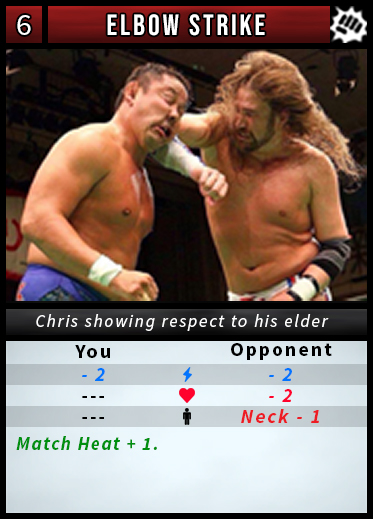 6 ELBOW STRIKE
Chris showing respect to his elder
You Opponent
- 2 - 2
--- - 2
--- Neck - 1
Match Heat + 1.